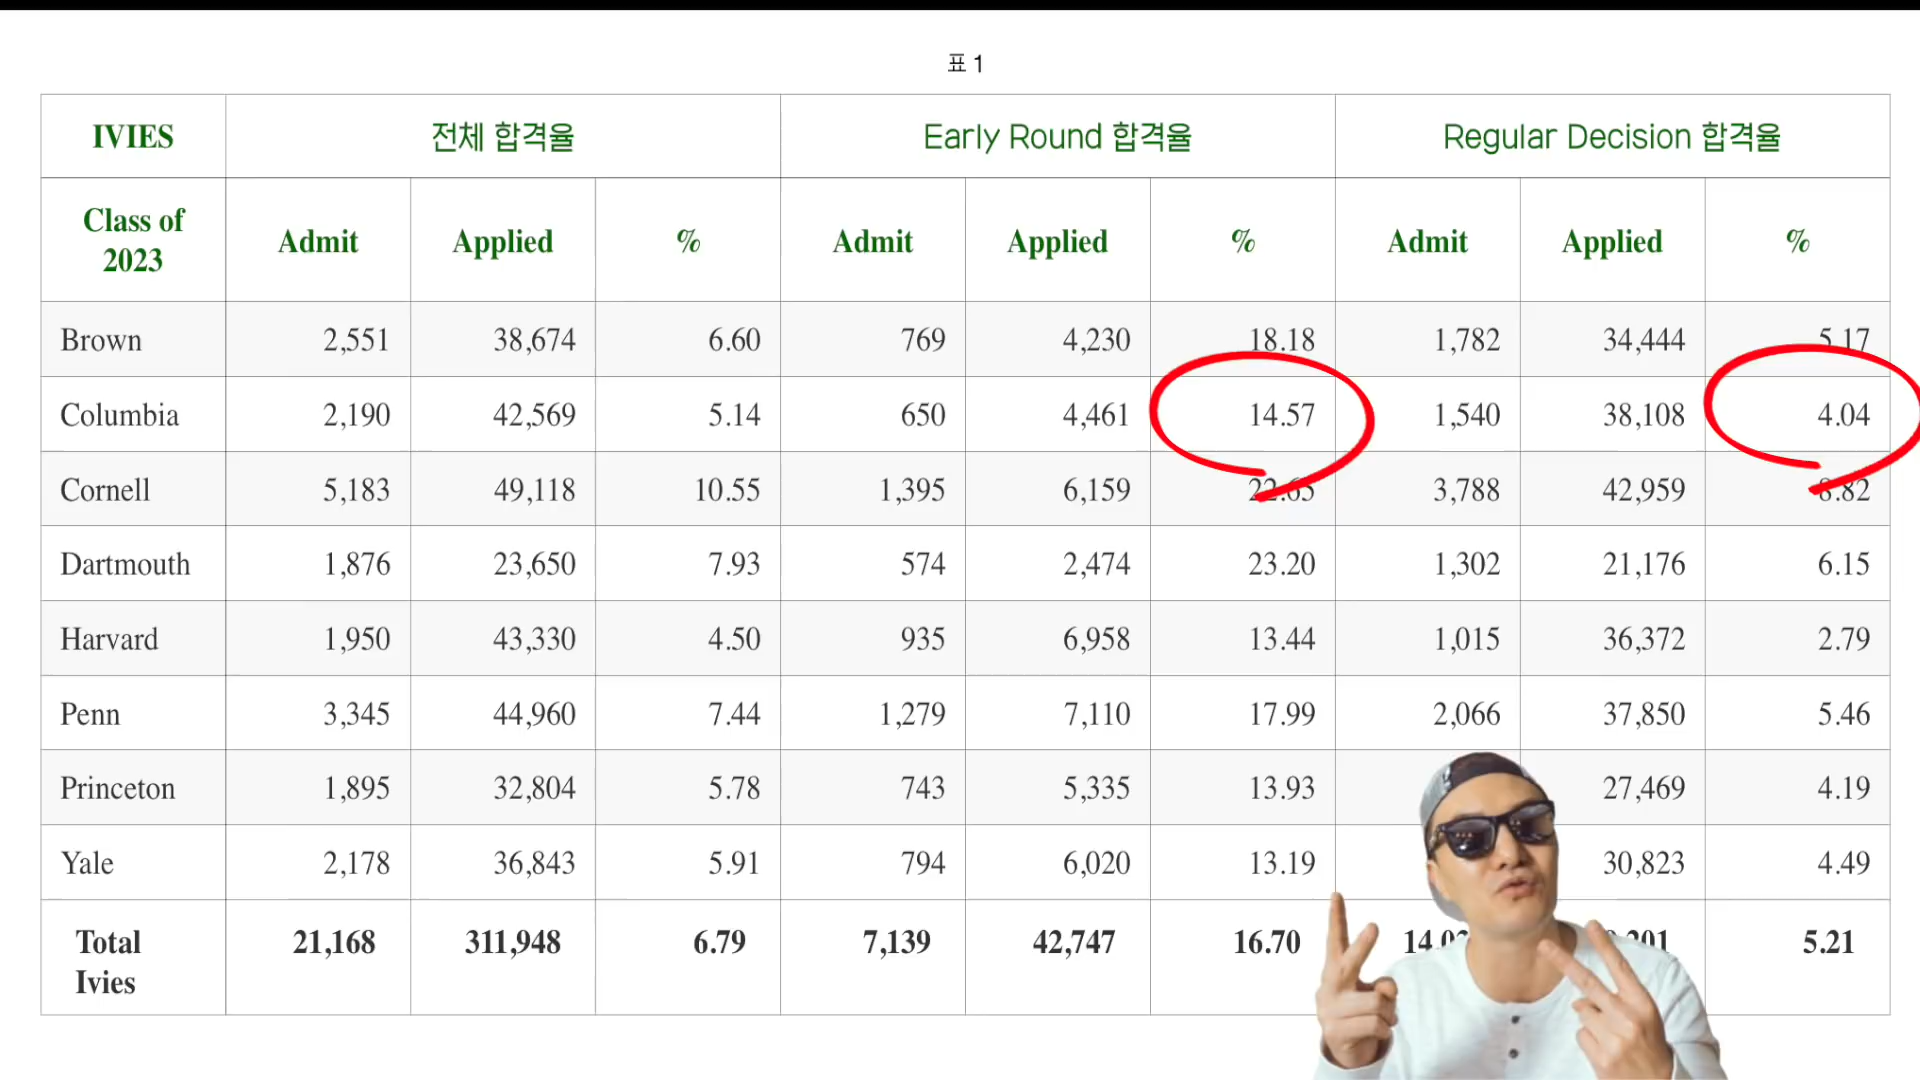 표 1
IVIES 전체 합격율 Early Round 합격율 Regular Decision 합격율
Class of
2023
Admit Applied % Admit Applied % Admit Applied %
Brown 2,551 38,674 6.60 769 4,230 18.18 1,782 34,444 5.17
Columbia 2,190 42,569 5.14 650 4,461 14.57 1,540 38,108 4.04
Cornell 5,183 49,118 10.55 1,395 6,159 22.65 3,788 42,959 8.82
Dartmouth 1,876 23,650 7.93 574 2,474 23.20 1,302 21,176 6.15
Harvard 1,950 43,330 4.50 935 6,958 13.44 1,015 36,372 2.79
Penn 3,345 44,960 7.44 1,279 7,110 17.99 2,066 37,850 5.46
Princeton 1,895 32,804 5.78 743 5,335 13.93 27,469 4.19
Yale 2,178 36,843 5.91 794 6,020 13.19 30,823 4.49
Total 21,168 311,948 6.79 7,139 42,747 16.70 5.21
Ivies